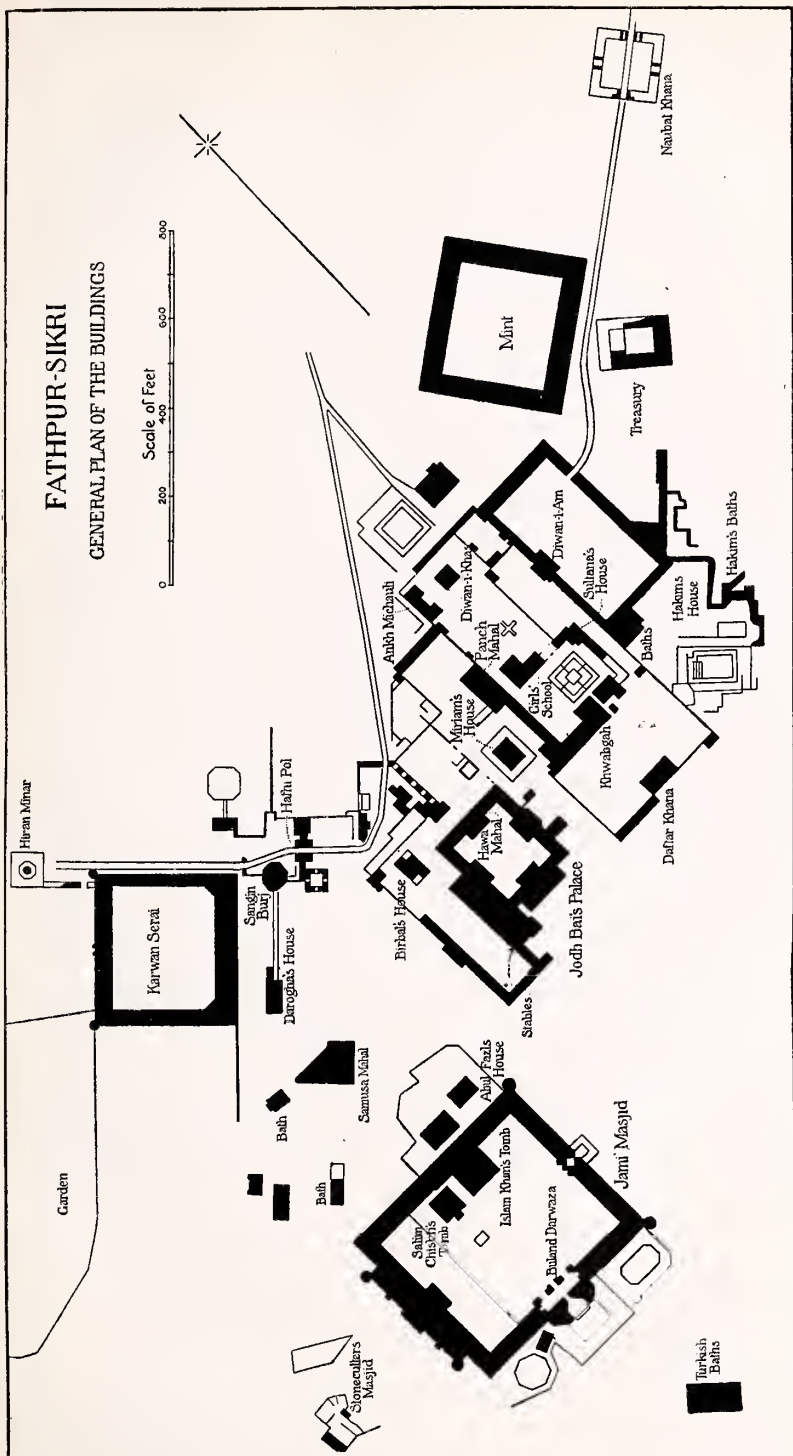 FATHPUR-SIKRI
GENERAL PLAN OF THE BUILDINGS
Scale of Feet
0 200 400 600 800
Garden
Hiran Minar
Karwan Serai
Sangin
Burj
Hathi Pol
Darogha's House
Bath
Samusa Mahal
Bath
Stonecutters
Masjid
Birbal's House
Ankh Michauli
Diwan-i-Khas
Panch
Mahal
Miriam's
House
Girls'
School
Hawa
Mahal
Jodh Bai's Palace
Stables
Abul Fazl's
House
Salim
Chishti's
Tomb
Islam Khan's Tomb
Buland Darwaza
Jami' Masjid
Turkish
Baths
Khwabgah
Daftar Khana
Sultana's
House
Diwan-i-Am
Baths
Hakim's
House
Hakim's Baths
Mint
Treasury
Naubat Khana